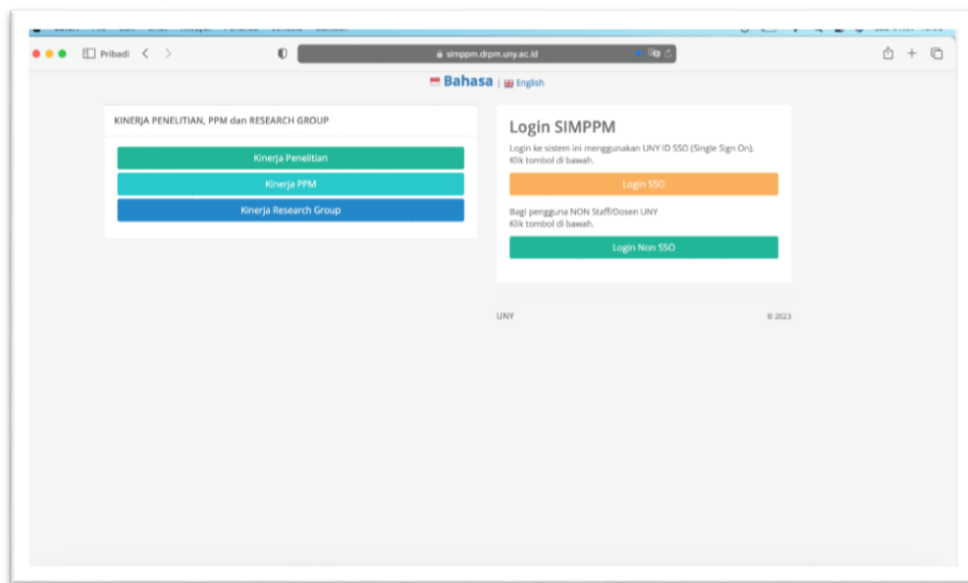 Pribadi
simppm.drpm.uny.ac.id
Bahasa | English
KINERJA PENELITIAN, PPM dan RESEARCH GROUP
Kinerja Penelitian
Kinerja PPM
Kinerja Research Group
Login SIMPPM
Login ke sistem ini menggunakan UNY ID SSO (Single Sign On).
Klik tombol di bawah.
Login SSO
Bagi pengguna NON Staff/Dosen UNY
Klik tombol di bawah.
Login Non SSO
UNY
© 2023